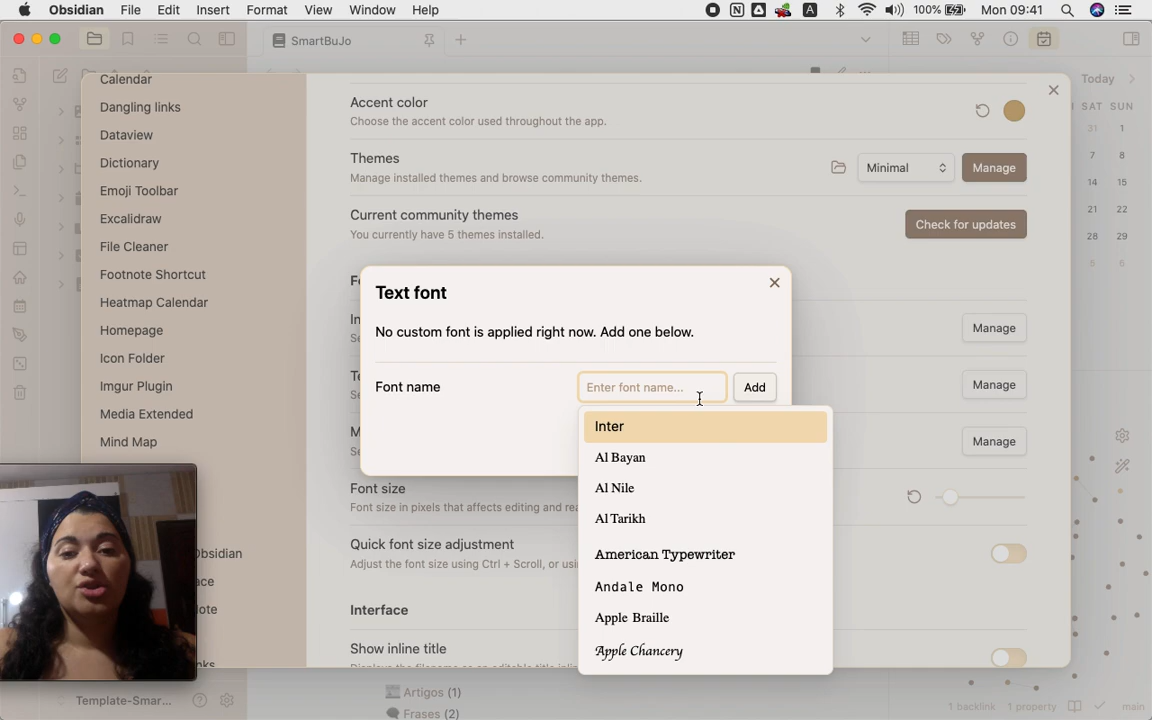 Obsidian File Edit Insert Format View Window Help 100% Mon 09:41
SmartBuJo
Today
SAT SUN
31 1
7 8
14 15
21 22
28 29
5 6
Calendar
Dangling links
Dataview
Dictionary
Emoji Toolbar
Excalidraw
File Cleaner
Footnote Shortcut
Heatmap Calendar
Homepage
Icon Folder
Imgur Plugin
Media Extended
Mind Map
Obsidian
Template-Smar...
Accent color
Choose the accent color used throughout the app.
Themes
Manage installed themes and browse community themes.
Minimal
Manage
Current community themes
You currently have 5 themes installed.
Check for updates
Manage
Manage
Manage
Text font
No custom font is applied right now. Add one below.
Font name
Enter font name...
Add
Inter
Al Bayan
Al Nile
Al Tarikh
American Typewriter
Andale Mono
Apple Braille
Apple Chancery
Font size
Font size in pixels that affects editing and
Quick font size adjustment
Adjust the font size using Ctrl + Scroll, or
Interface
Show inline title
Artigos (1)
Frases (2)
1 backlink 1 property main